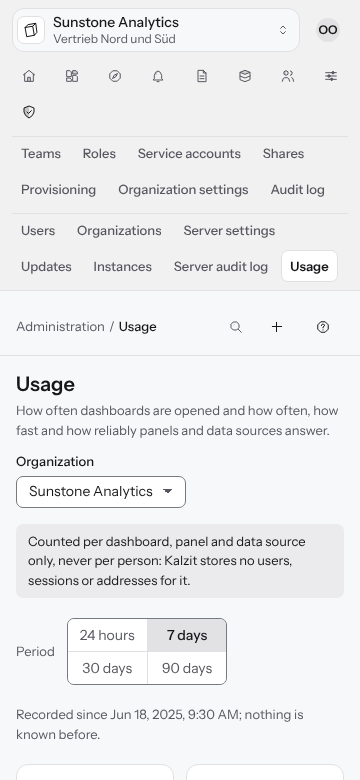 Sunstone Analytics
Vertrieb Nord und Süd
OO
Teams Roles Service accounts Shares
Provisioning Organization settings Audit log
Users Organizations Server settings
Updates Instances Server audit log Usage
Administration / Usage
Usage
How often dashboards are opened and how often, how
fast and how reliably panels and data sources answer.
Organization
Sunstone Analytics
Counted per dashboard, panel and data source
only, never per person: Kalzit stores no users,
sessions or addresses for it.
Period
24 hours 7 days
30 days 90 days
Recorded since Jun 18, 2025, 9:30 AM; nothing is
known before.